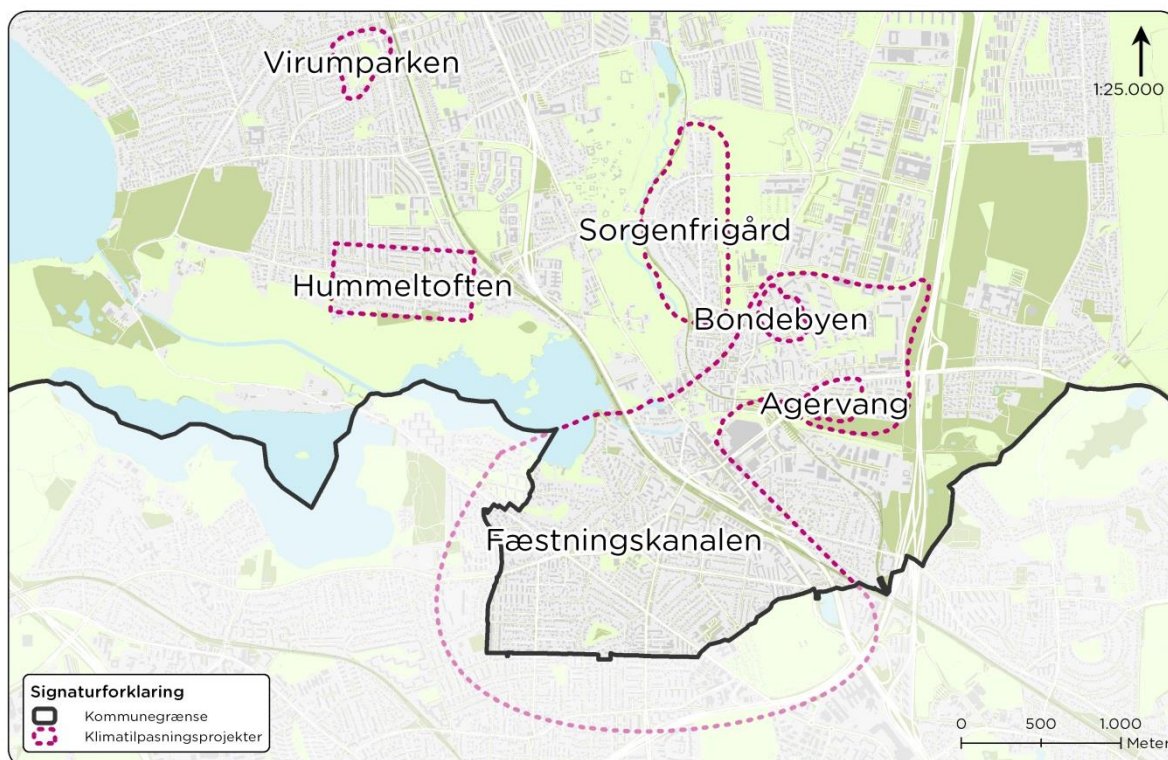 Virumparken
1:25.000
Sorgenfrigård
Hummeltoften
Bondebyen
Agervang
Fæstningskanalen
Signaturforklaring
Kommunegrænse
Klimatilpasningsprojekter
0 500 1.000
Meter